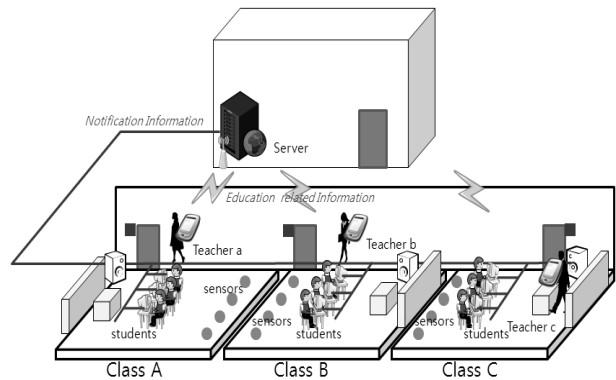 Notification Information
Server
Education related Information
Teacher a
Teacher b
sensors
sensors
sensors
students
students
students
Teacher c
Class A
Class B
Class C